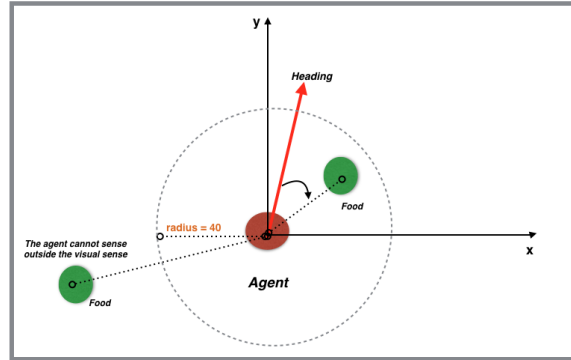 y
Heading
Food
radius = 40
x
The agent cannot sense
outside the visual sense
Agent
Food